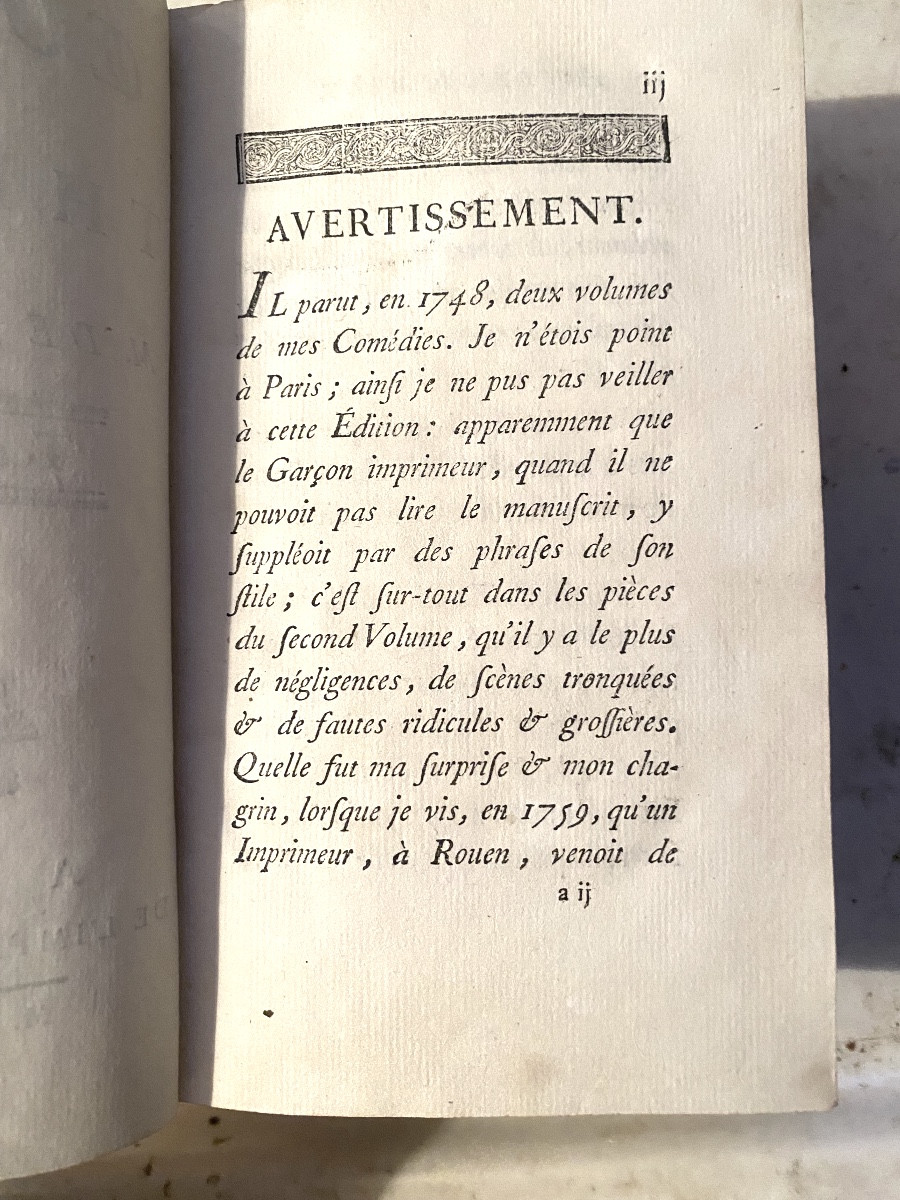 iij
AVERTISSEMENT.
IL parut, en 1748, deux volumes
de mes Comédies. Je n'étois point
à Paris ; ainſi je ne pus pas veiller
à cette Édition : apparemment que
le Garçon imprimeur, quand il ne
pouvoit pas lire le manuſcrit, y
ſuppléoit par des phraſes de ſon
ſtile ; c'eſt ſur-tout dans les pièces
du ſecond Volume, qu'il y a le plus
de négligences, de ſcènes tronquées
& de fautes ridicules & groſſières.
Quelle fut ma ſurpriſe & mon cha-
grin, lorſque je vis, en 1759, qu'un
Imprimeur, à Rouen, venoit de
a ij